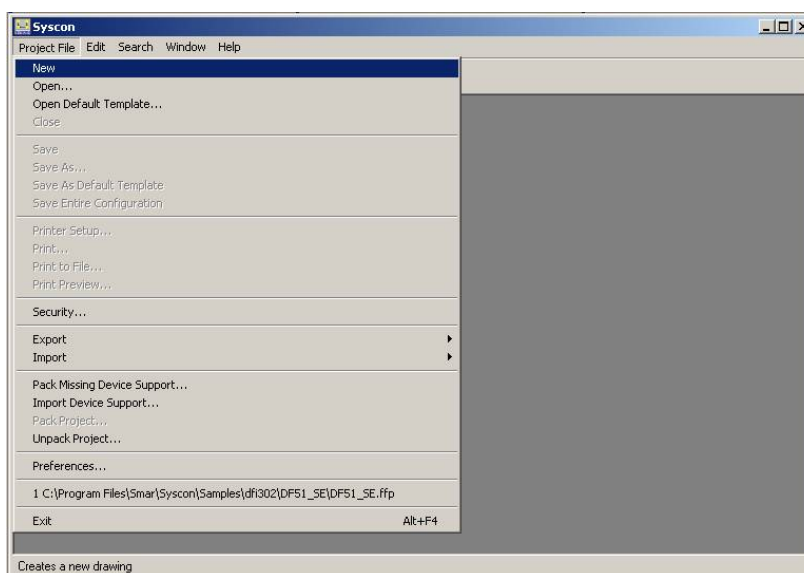 Syscon
Project File Edit Search Window Help
New
Open...
Open Default Template...
Close
Save
Save As...
Save As Default Template
Save Entire Configuration
Printer Setup...
Print...
Print to File...
Print Preview...
Security...
Export
Import
Pack Missing Device Support...
Import Device Support...
Pack Project...
Unpack Project...
Preferences...
1 C:\Program Files\Smar\Syscon\Samples\dfi302\DF51_SE\DF51_SE.ffp
Exit Alt+F4
Creates a new drawing